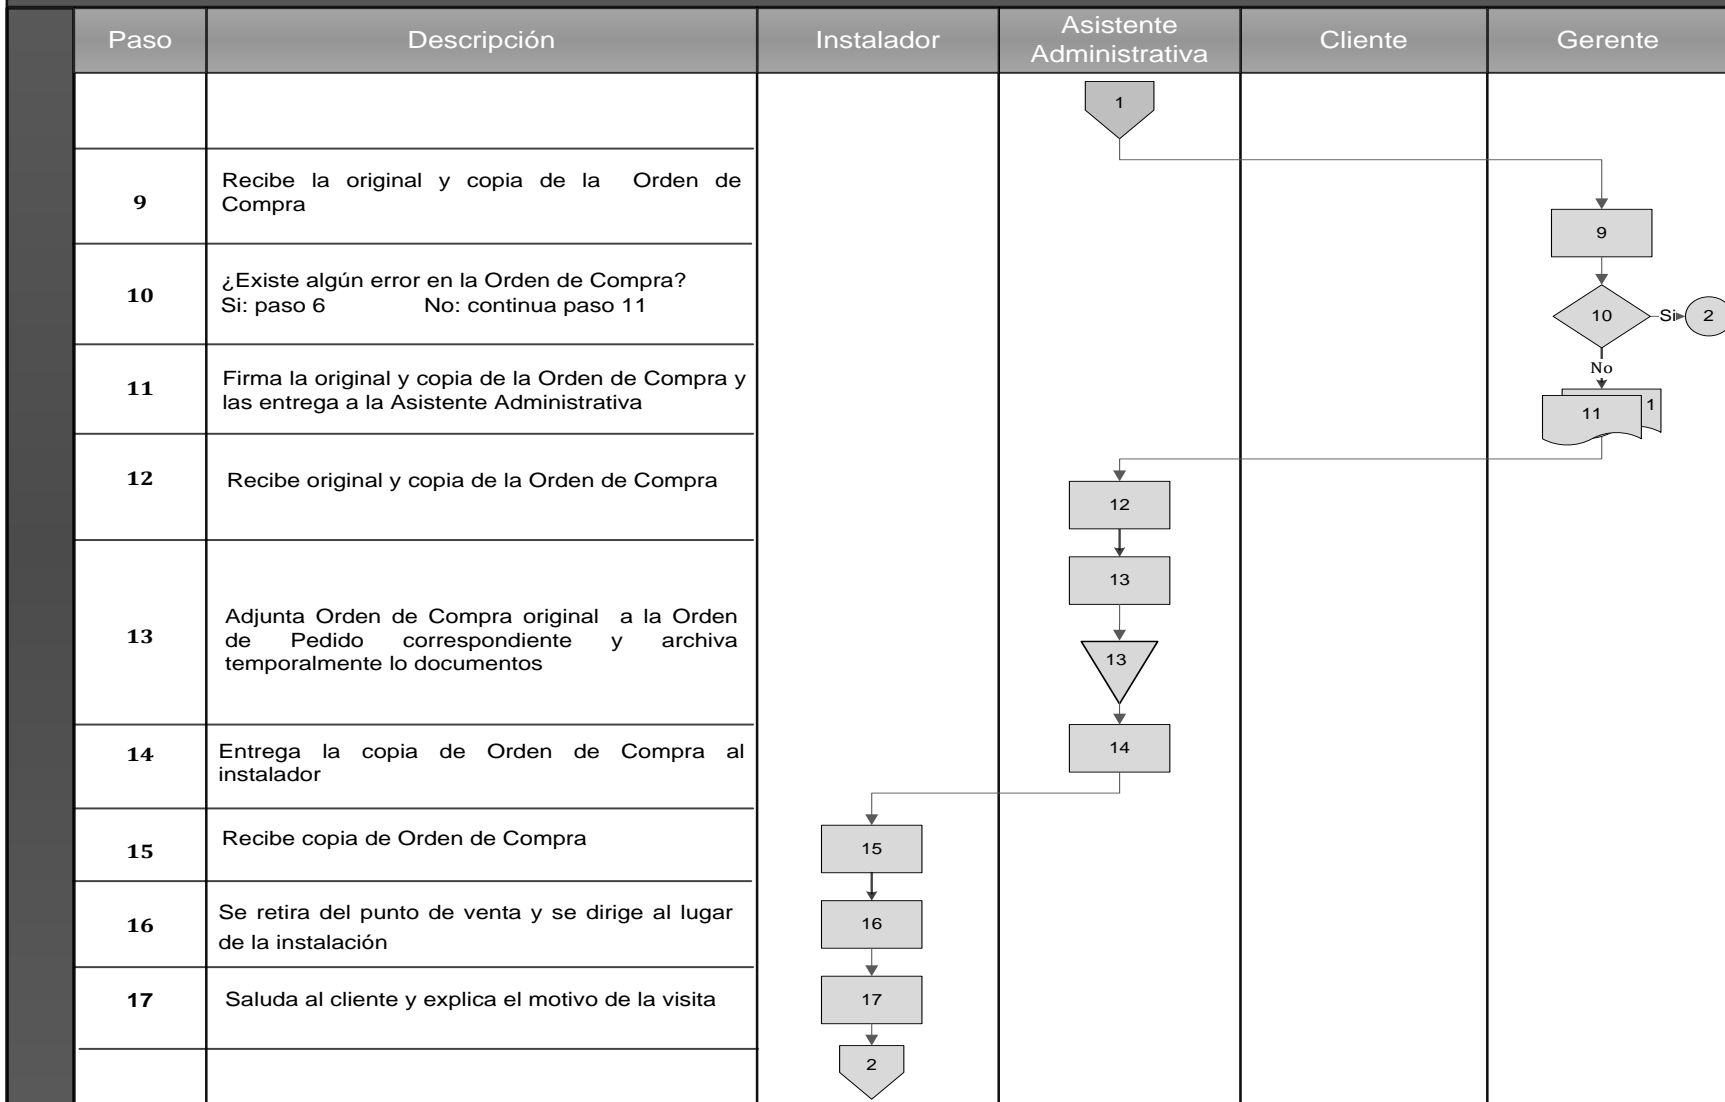 Paso Descripción Instalador Asistente Administrativa Cliente Gerente
1
9 Recibe la original y copia de la Orden de
Compra
9
10 ¿Existe algún error en la Orden de Compra?
Si: paso 6 No: continua paso 11
10 Si 2
No
11 Firma la original y copia de la Orden de Compra y
las entrega a la Asistente Administrativa
11 1
12 Recibe original y copia de la Orden de Compra
12
13
13 Adjunta Orden de Compra original a la Orden
de Pedido correspondiente y archiva
temporalmente lo documentos
13
14 Entrega la copia de Orden de Compra al
instalador
14
15 Recibe copia de Orden de Compra
15
16 Se retira del punto de venta y se dirige al lugar
de la instalación
16
17 Saluda al cliente y explica el motivo de la visita
17
2